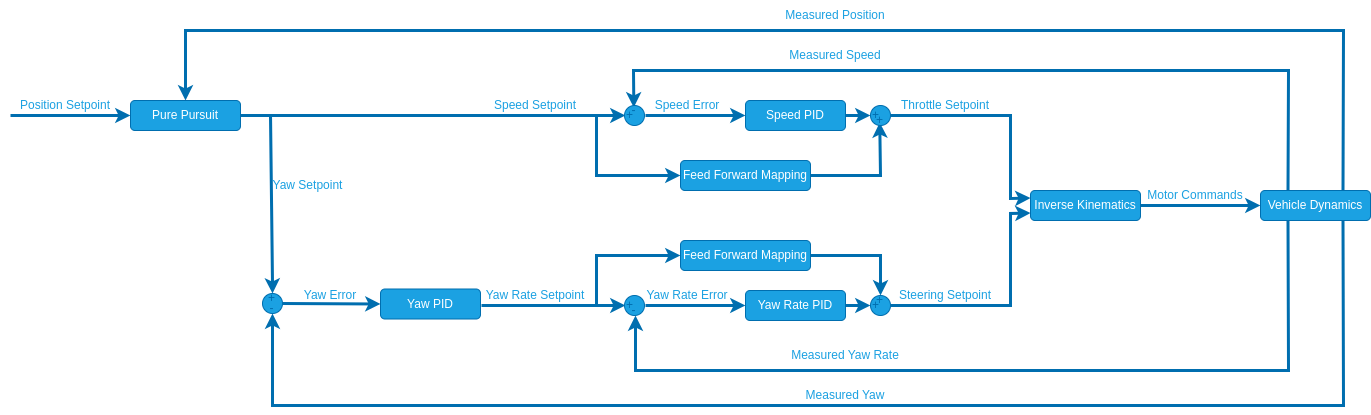 Measured Position
Measured Speed
Position Setpoint
Pure Pursuit
Speed Setpoint
+
-
Speed Error
Speed PID
+
+
Throttle Setpoint
Feed Forward Mapping
Yaw Setpoint
Inverse Kinematics
Motor Commands
Vehicle Dynamics
Feed Forward Mapping
+
-
Yaw Error
Yaw PID
Yaw Rate Setpoint
+
-
Yaw Rate Error
Yaw Rate PID
+
+
Steering Setpoint
Measured Yaw Rate
Measured Yaw